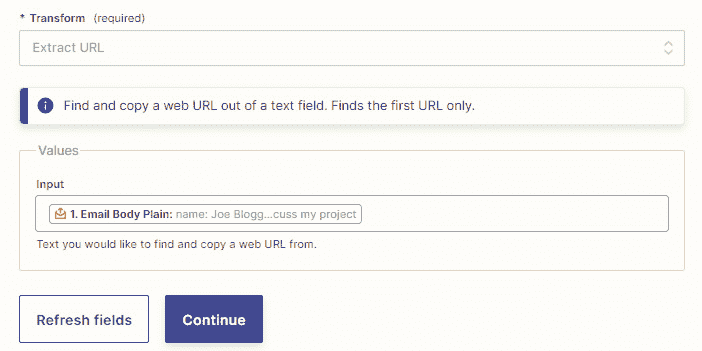 * Transform (required)
Extract URL
Find and copy a web URL out of a text field. Finds the first URL only.
Values
Input
1. Email Body Plain: name: Joe Blogg...cuss my project
Text you would like to find and copy a web URL from.
Refresh fields
Continue